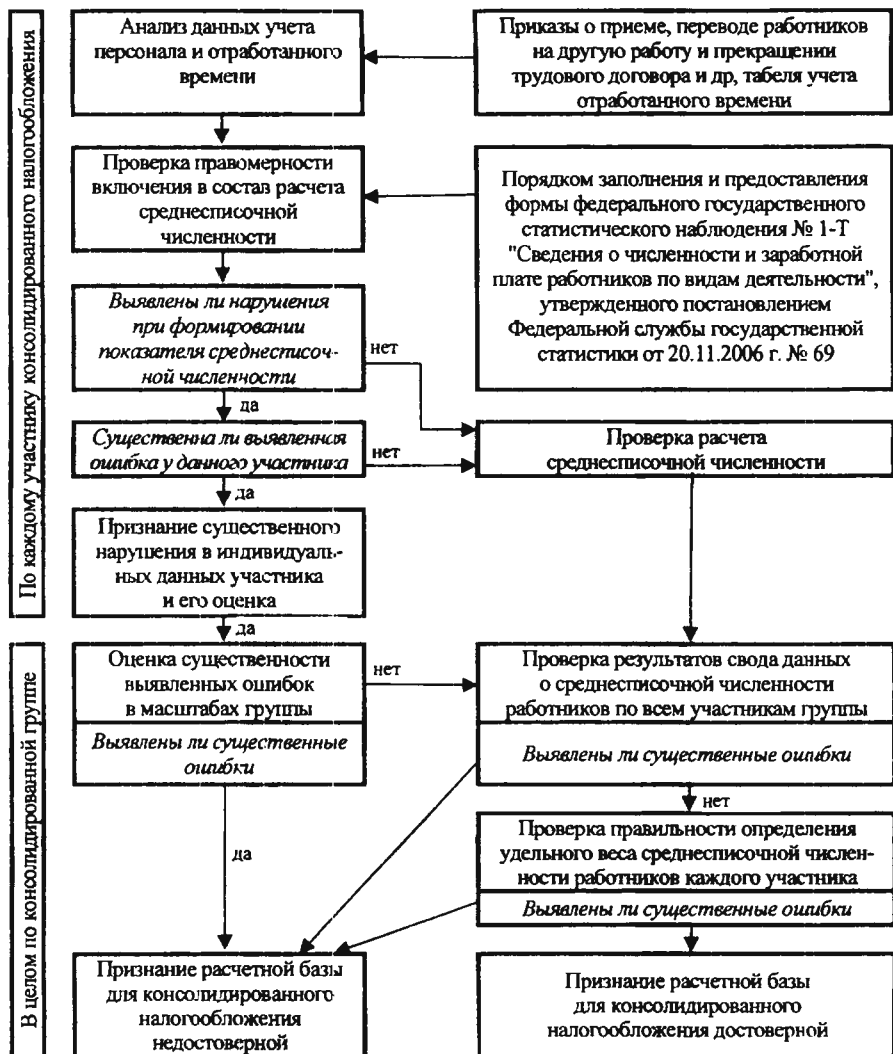 По каждому участнику консолидированного налогообложения
Анализ данных учета
персонала и отработанного
времени
Приказы о приеме, переводе работников
на другую работу и прекращении
трудового договора и др, табеля учета
отработанного времени
Проверка правомерности
включения в состав расчета
среднесписочной
численности
Порядком заполнения и предоставления
формы федерального государственного
статистического наблюдения № 1-Т
"Сведения о численности и заработной
плате работников по видам деятельности",
утвержденного постановлением
Федеральной службы государственной
статистики от 20.11.2006 г. № 69
Выявлены ли нарушения
при формировании
показателя среднесписоч-
ной численности
нет
да
Существенна ли выявленная
ошибка у данного участника
нет
Проверка расчета
среднесписочной численности
да
Признание существенного
нарушения в индивидуаль-
ных данных участника
и его оценка
да
В целом по консолидированной группе
Оценка существенности
выявленных ошибок
в масштабах группы
нет
Проверка результатов свода данных
о среднесписочной численности
работников по всем участникам группы
Выявлены ли существенные
ошибки
Выявлены ли существенные ошибки
нет
да
Проверка правильности определения
удельного веса среднесписочной числен-
ности работников каждого участника
Выявлены ли существенные ошибки
Признание расчетной базы
для консолидированного
налогообложения
недостоверной
Признание расчетной базы
для консолидированного
налогообложения достоверной